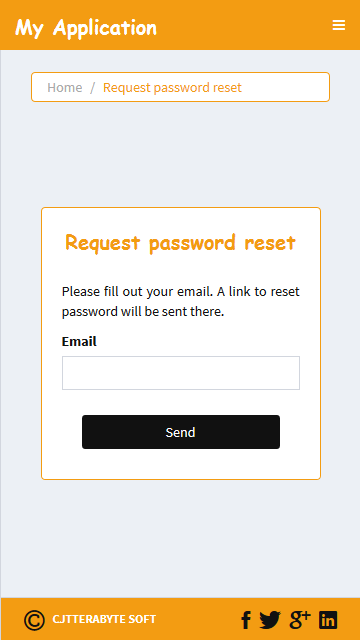 My Application
Home / Request password reset
Request password reset
Please fill out your email. A link to reset
password will be sent there.
Email
Send
© CJTTERABYTE SOFT